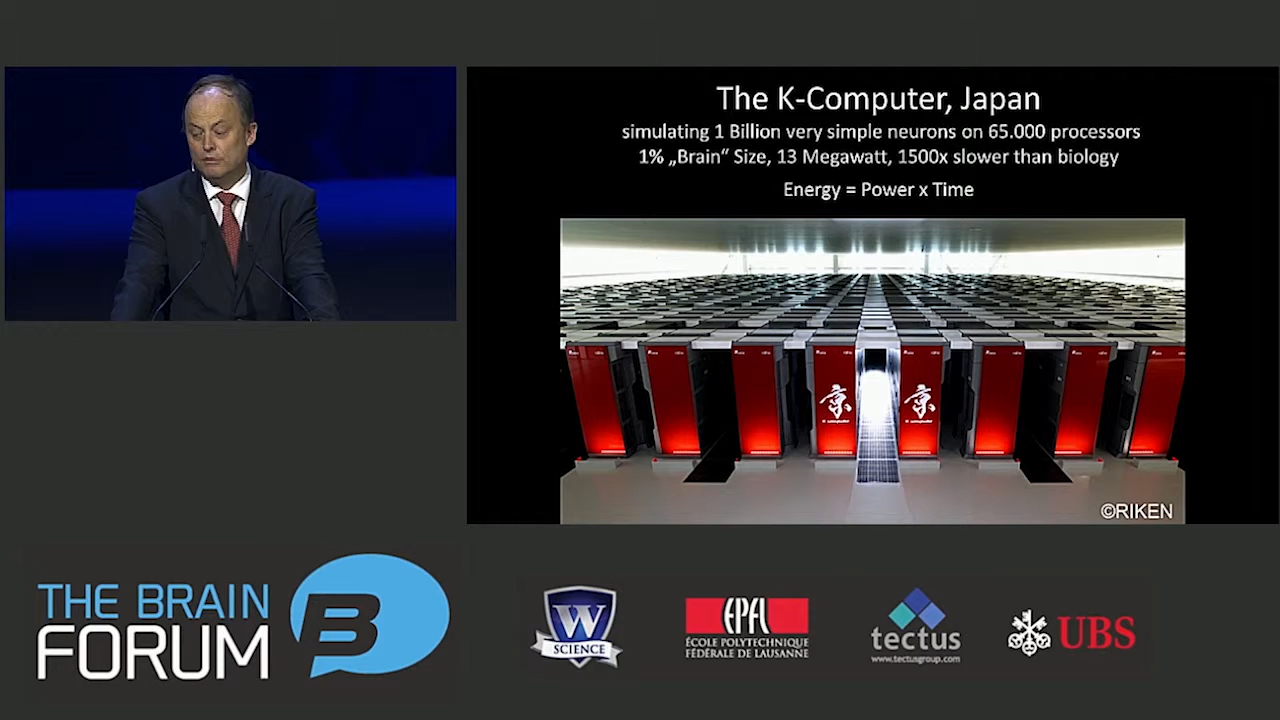 The K-Computer, Japan
simulating 1 Billion very simple neurons on 65.000 processors
1% „Brain“ Size, 13 Megawatt, 1500x slower than biology
Energy = Power x Time
京
京
©RIKEN
THE BRAIN
FORUM
B
W
SCIENCE
EPFL
ÉCOLE POLYTECHNIQUE
FÉDÉRALE DE LAUSANNE
tectus
www.tectusgroup.com
UBS